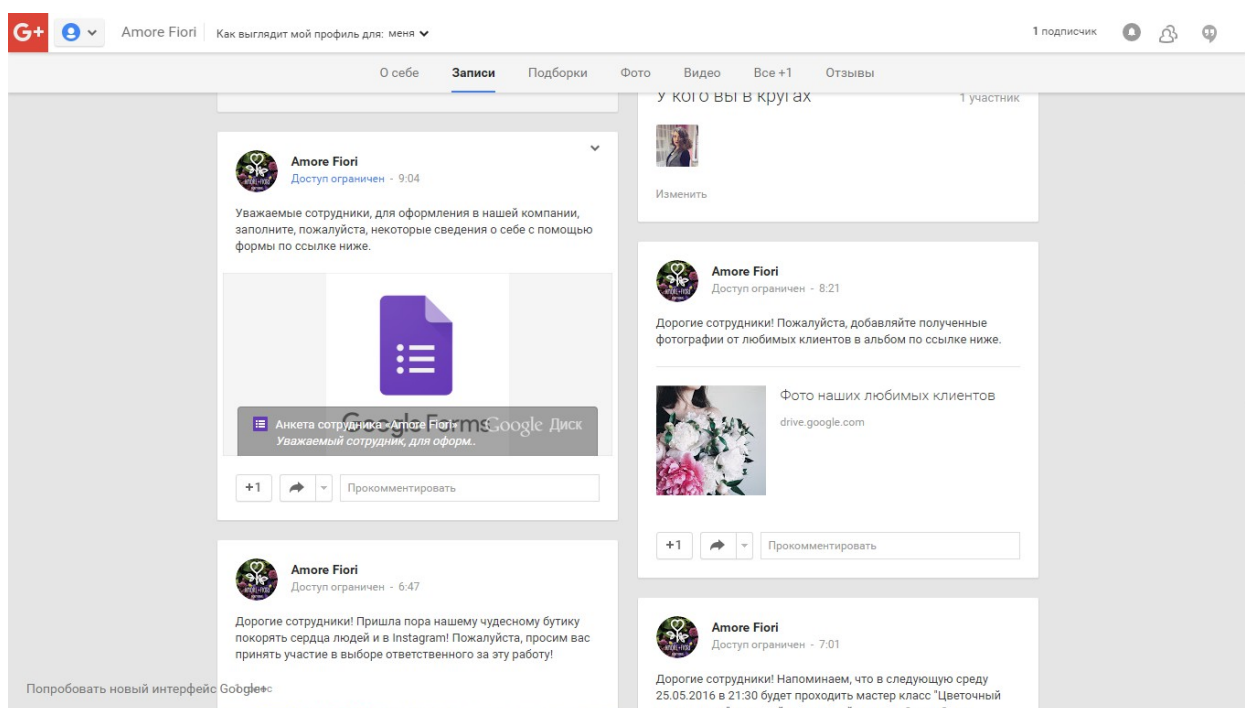 G+
Amore Fiori
Как выглядит мой профиль для: меня
1 подписчик
О себе
Записи
Подборки
Фото
Видео
Все +1
Отзывы
Amore Fiori
Доступ ограничен - 9:04
Уважаемые сотрудники, для оформления в нашей компании,
заполните, пожалуйста, некоторые сведения о себе с помощью
формы по ссылке ниже.
Google Forms
Google Диск
Анкета сотрудника «Amore Fiori»
Уважаемый сотрудник, для оформ..
+1
Прокомментировать
Amore Fiori
Доступ ограничен - 6:47
Дорогие сотрудники! Пришла пора нашему чудесному бутику
покорять сердца людей и в Instagram! Пожалуйста, просим вас
принять участие в выборе ответственного за эту работу!
У кого вы в кругах
1 участник
Изменить
Amore Fiori
Доступ ограничен - 8:21
Дорогие сотрудники! Пожалуйста, добавляйте полученные
фотографии от любимых клиентов в альбом по ссылке ниже.
Фото наших любимых клиентов
drive.google.com
+1
Прокомментировать
Amore Fiori
Доступ ограничен - 7:01
Дорогие сотрудники! Напоминаем, что в следующую среду
25.05.2016 в 21:30 будет проходить мастер класс "Цветочный
Попробовать новый интерфейс Google+